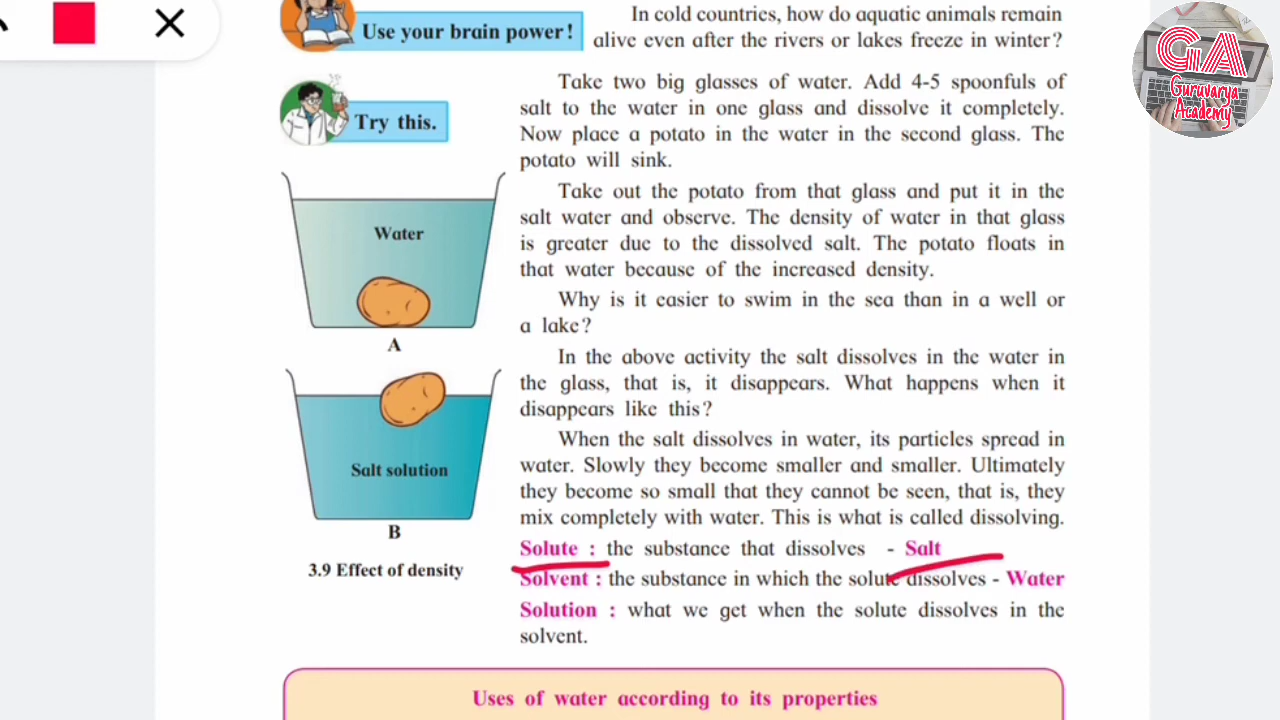 In cold countries, how do aquatic animals remain
Use your brain power!
alive even after the rivers or lakes freeze in winter?
GA
Guruvarya
Academy
Take two big glasses of water. Add 4-5 spoonfuls of
salt to the water in one glass and dissolve it completely.
Try this.
Now place a potato in the water in the second glass. The
potato will sink.
Take out the potato from that glass and put it in the
salt water and observe. The density of water in that glass
is greater due to the dissolved salt. The potato floats in
that water because of the increased density.
Water
A
Why is it easier to swim in the sea than in a well or
a lake?
In the above activity the salt dissolves in the water in
the glass, that is, it disappears. What happens when it
disappears like this?
When the salt dissolves in water, its particles spread in
water. Slowly they become smaller and smaller. Ultimately
they become so small that they cannot be seen, that is, they
mix completely with water. This is what is called dissolving.
Salt solution
B
3.9 Effect of density
Solute : the substance that dissolves - Salt
Solvent : the substance in which the solute dissolves - Water
Solution : what we get when the solute dissolves in the
solvent.
Uses of water according to its properties